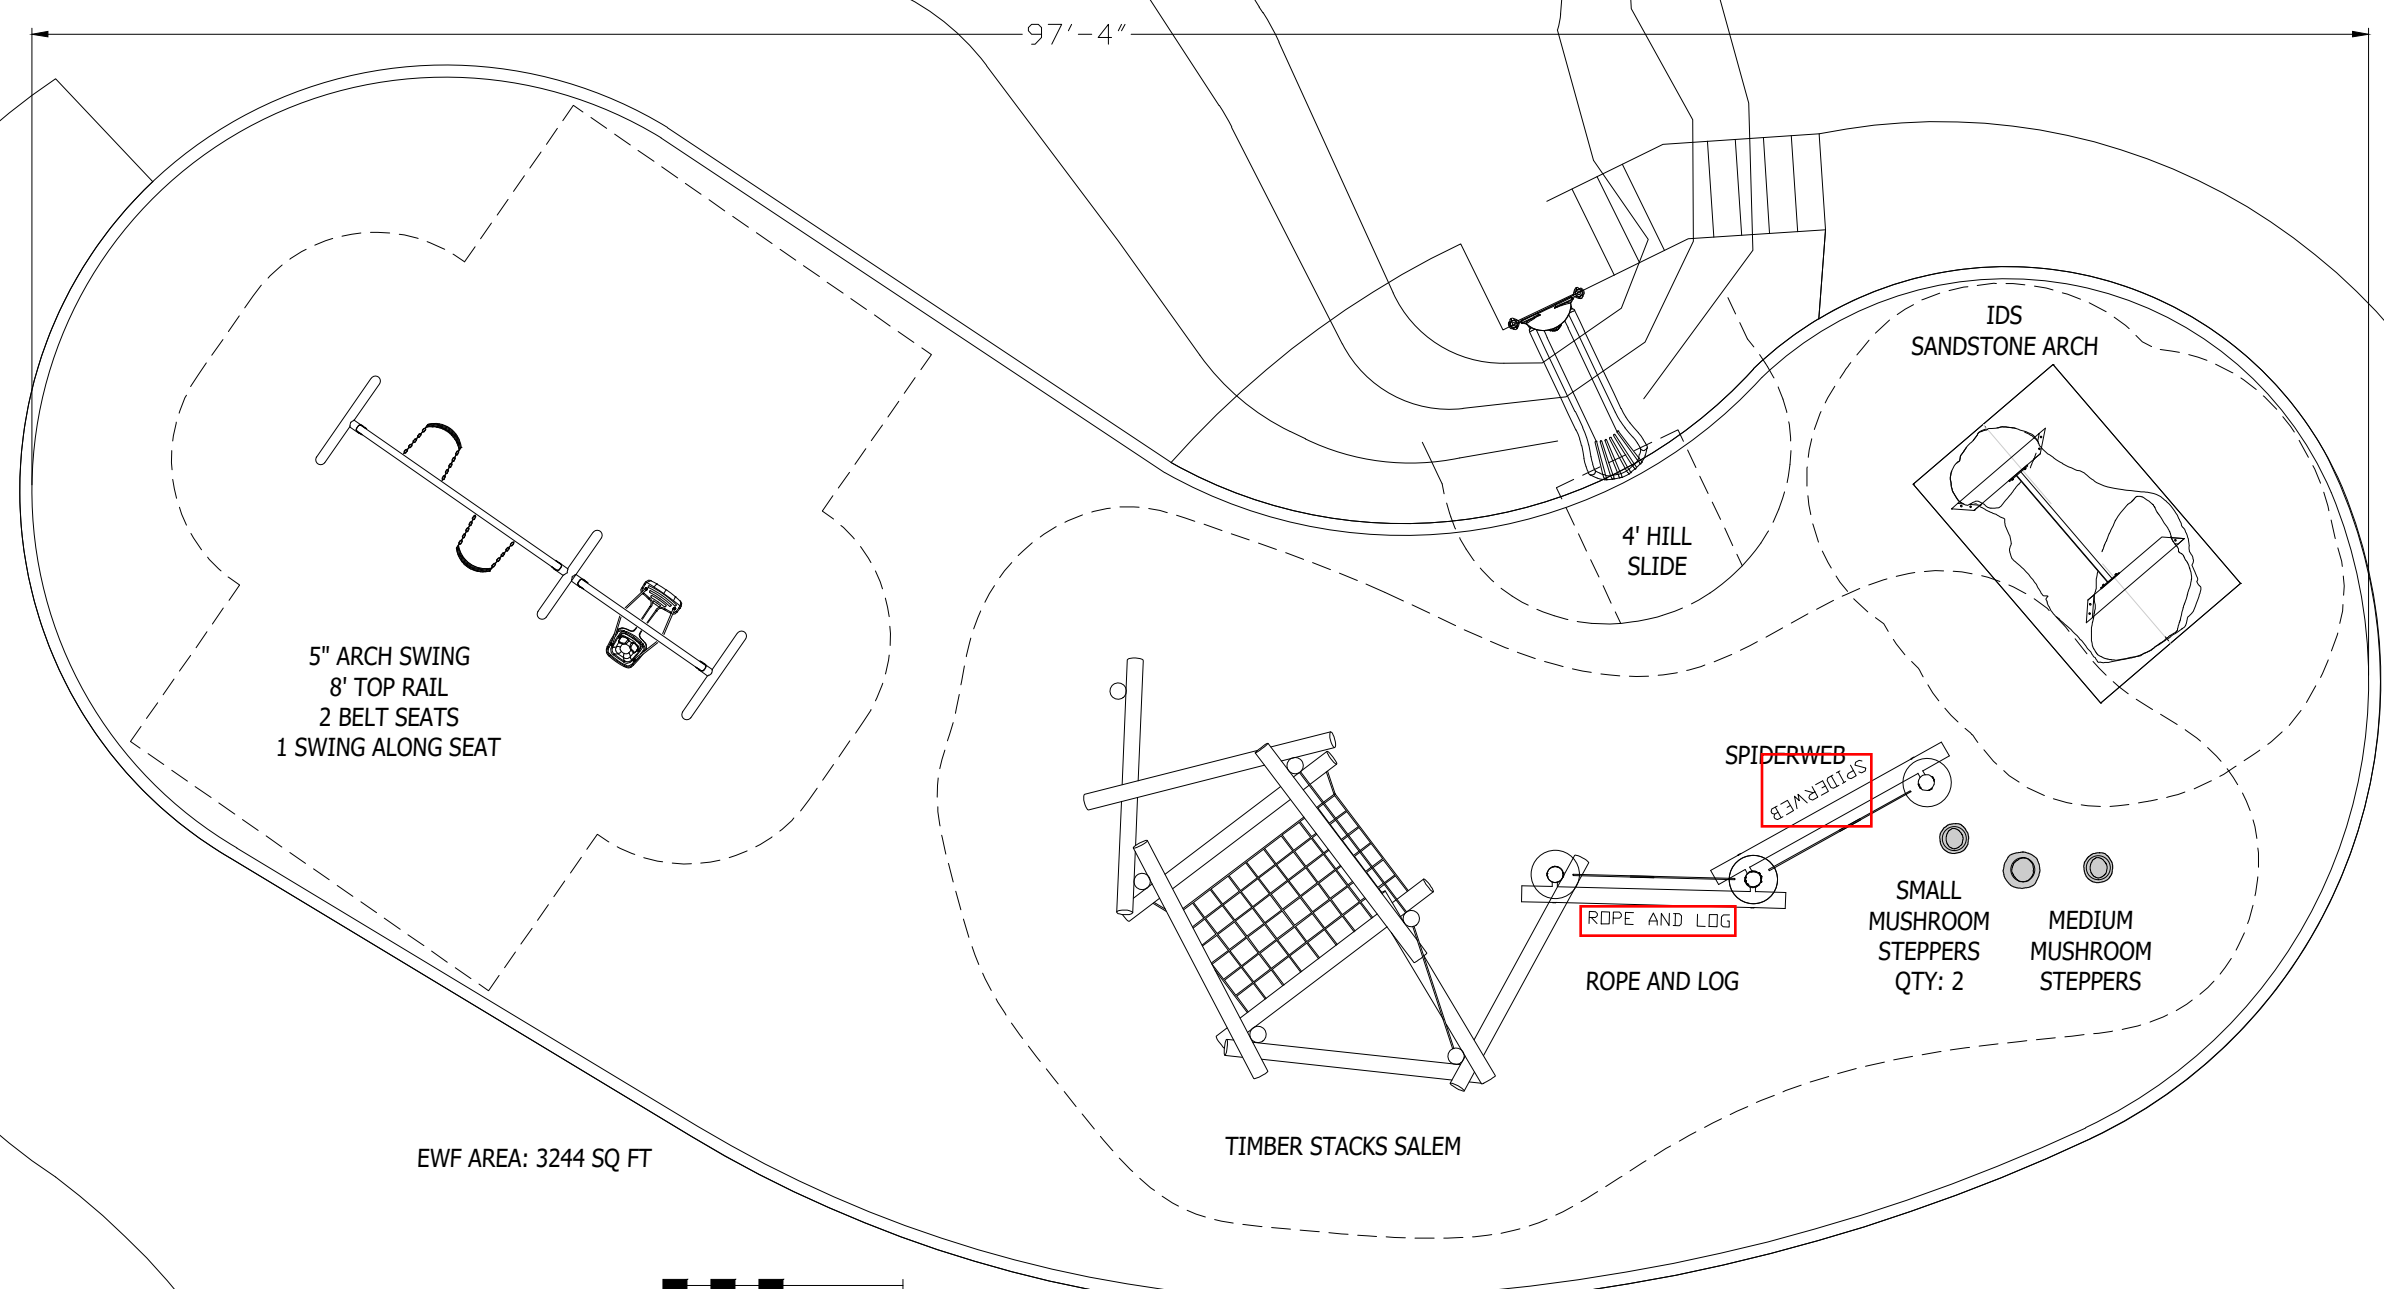 97'-4"
IDS
SANDSTONE ARCH
4' HILL
SLIDE
5" ARCH SWING
8' TOP RAIL
2 BELT SEATS
1 SWING ALONG SEAT
SPIDERWEB
SPIDERWEB
ROPE AND LOG
ROPE AND LOG
SMALL
MUSHROOM
STEPPERS
QTY: 2
MEDIUM
MUSHROOM
STEPPERS
TIMBER STACKS SALEM
EWF AREA: 3244 SQ FT